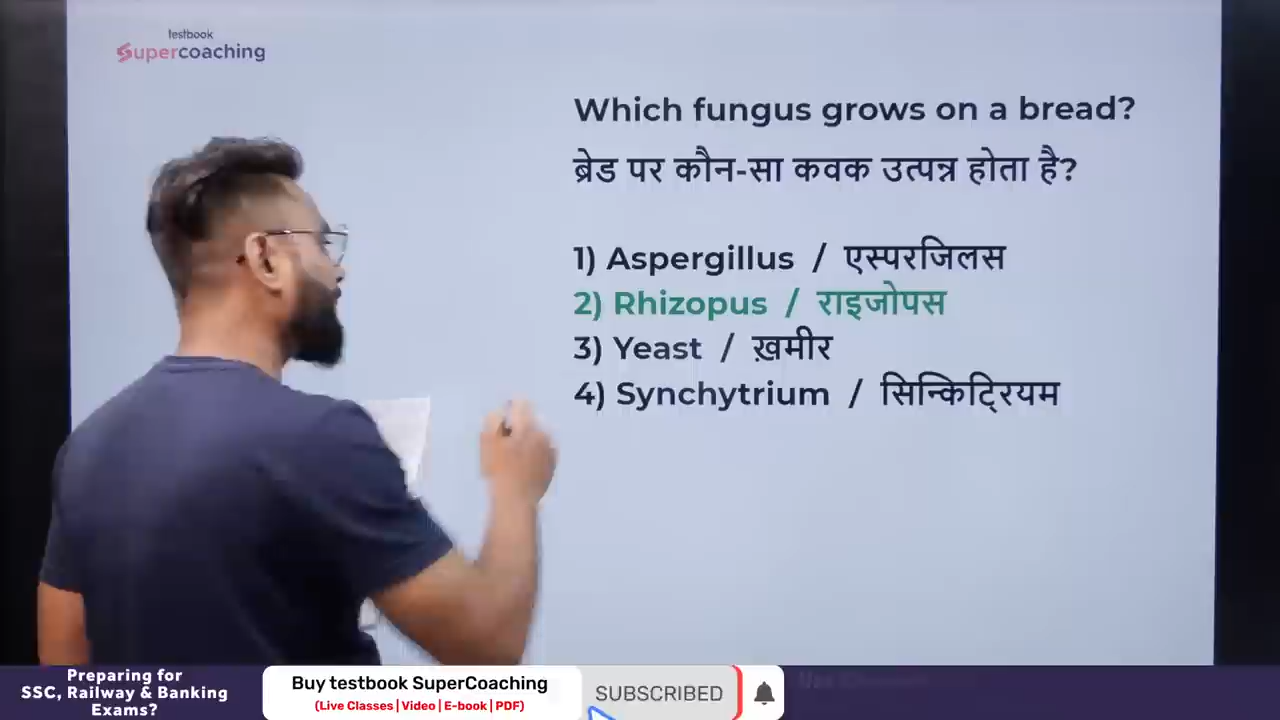 testbook
Supercoaching
Which fungus grows on a bread?
ब्रेड पर कौन-सा कवक उत्पन्न होता है?
1) Aspergillus / एस्परजिलस
2) Rhizopus / राइजोपस
3) Yeast / ख़मीर
4) Synchytrium / सिन्किट्रियम
Preparing for
SSC, Railway & Banking
Exams?
Buy testbook SuperCoaching
(Live Classes | Video | E-book | PDF)
SUBSCRIBED